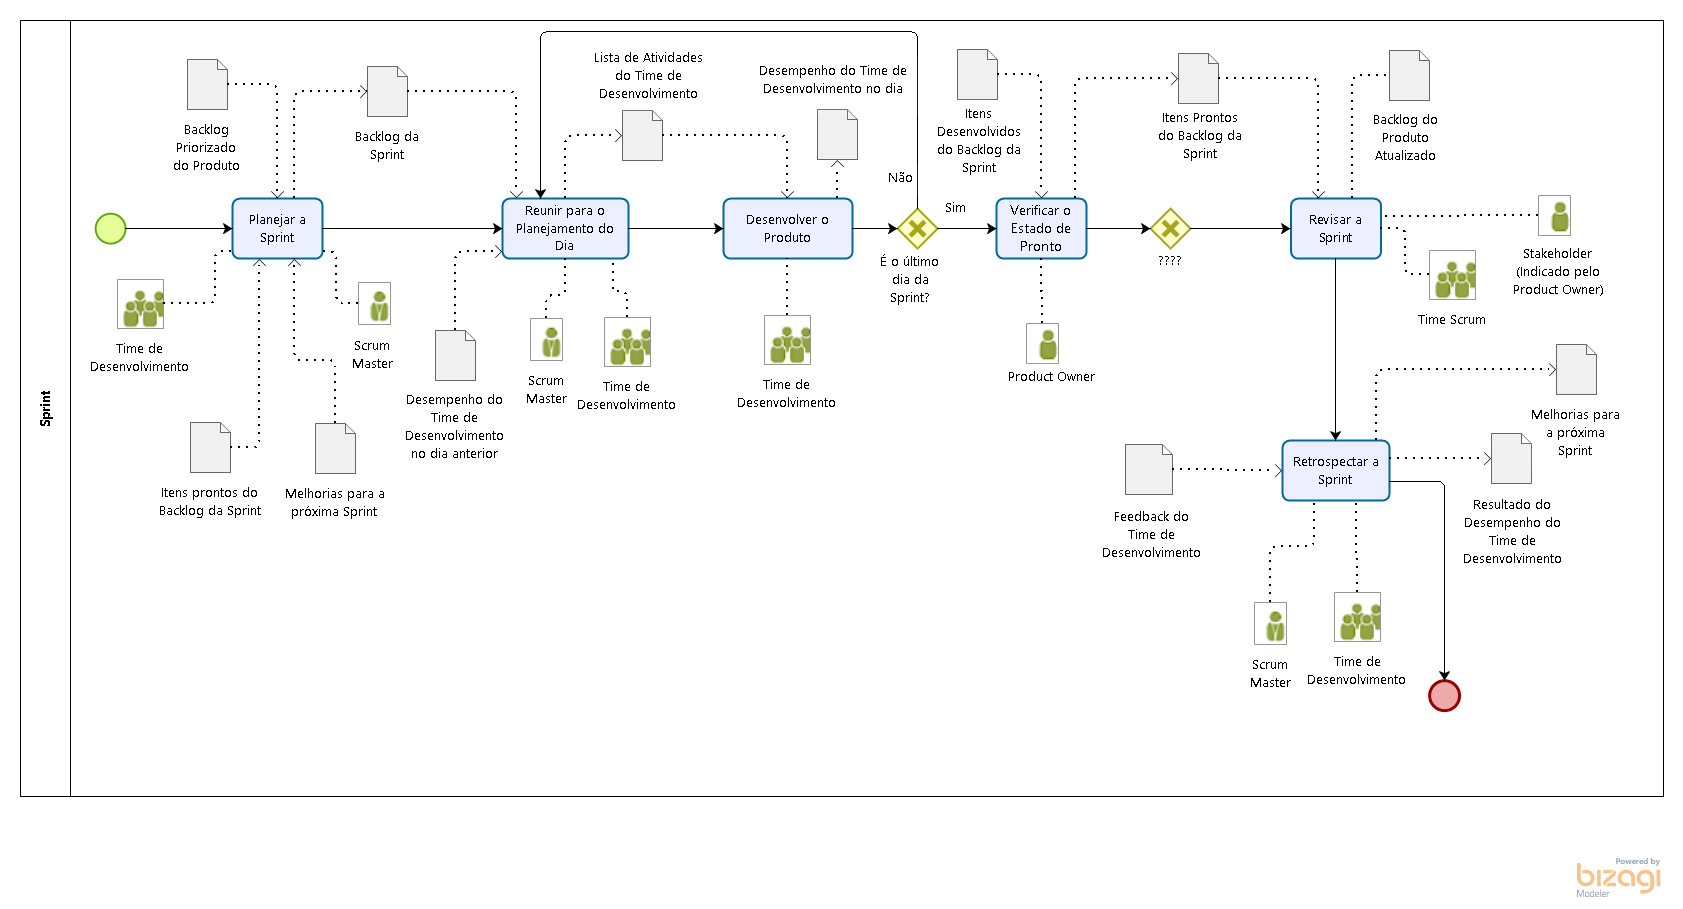 Sprint
Backlog
Priorizado
do Produto
Backlog da
Sprint
Lista de Atividades
do Time de
Desenvolvimento
Desempenho do Time de
Desenvolvimento no dia
Não
Itens
Desenvolvidos
do Backlog da
Sprint
Itens Prontos
do Backlog da
Sprint
Backlog do
Produto
Atualizado
Planejar a
Sprint
Reunir para o
Planejamento do
Dia
Desenvolver o
Produto
É o último
dia da
Sprint?
Sim
Verificar o
Estado de
Pronto
????
Revisar a
Sprint
Stakeholder
(Indicado pelo
Product Owner)
Time Scrum
Time de
Desenvolvimento
Scrum
Master
Desempenho do
Time de
Desenvolvimento
no dia anterior
Scrum
Master
Time de
Desenvolvimento
Time de
Desenvolvimento
Product Owner
Itens prontos do
Backlog da Sprint
Melhorias para a
próxima Sprint
Melhorias para
a próxima
Sprint
Retrospectar a
Sprint
Feedback do
Time de
Desenvolvimento
Resultado do
Desempenho do
Time de
Desenvolvimento
Scrum
Master
Time de
Desenvolvimento
Powered by
bizagi
Modeler